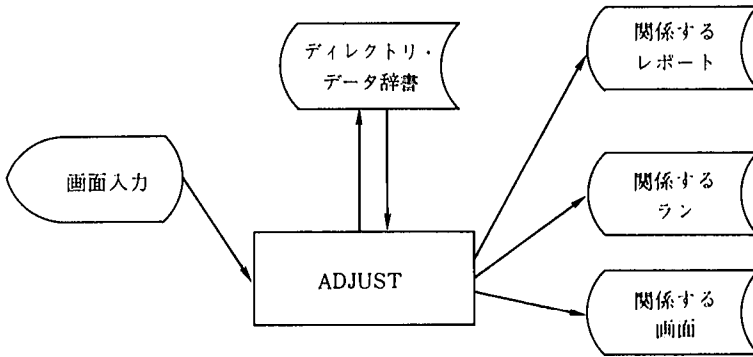 ディレクトリ・
データ辞書
関係する
レポート
画面入力
関係する
ラン
ADJUST
関係する
画面